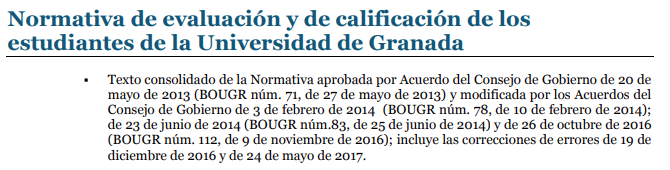 Normativa de evaluación y de calificación de los
estudiantes de la Universidad de Granada
▪ Texto consolidado de la Normativa aprobada por Acuerdo del Consejo de Gobierno de 20 de
mayo de 2013 (BOUGR núm. 71, de 27 de mayo de 2013) y modificada por los Acuerdos del
Consejo de Gobierno de 3 de febrero de 2014 (BOUGR núm. 78, de 10 de febrero de 2014);
de 23 de junio de 2014 (BOUGR núm.83, de 25 de junio de 2014) y de 26 de octubre de 2016
(BOUGR núm. 112, de 9 de noviembre de 2016); incluye las correcciones de errores de 19 de
diciembre de 2016 y de 24 de mayo de 2017.